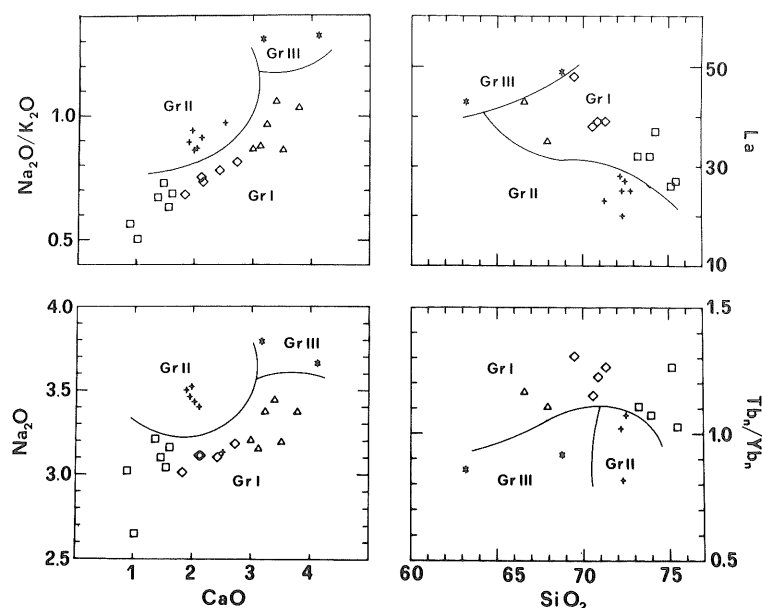 Gr III
Gr II
1.0
Na₂O/K₂O
Gr I
0.5
50
Gr III
Gr I
La
30
Gr II
10
4.0
Gr III
Gr II
3.5
Na₂O
3.0
Gr I
2.5
1 2 3 4
CaO
1.5
Gr I
Tbₙ/Ybₙ
1.0
Gr II
Gr III
0.5
60 65 70 75
SiO₂